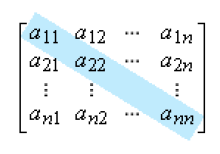 a₁₁ a₁₂ ⋯ a₁ₙ
a₂₁ a₂₂ ⋯ a₂ₙ
⋮ ⋮ ⋮
aₙ₁ aₙ₂ ⋯ aₙₙ